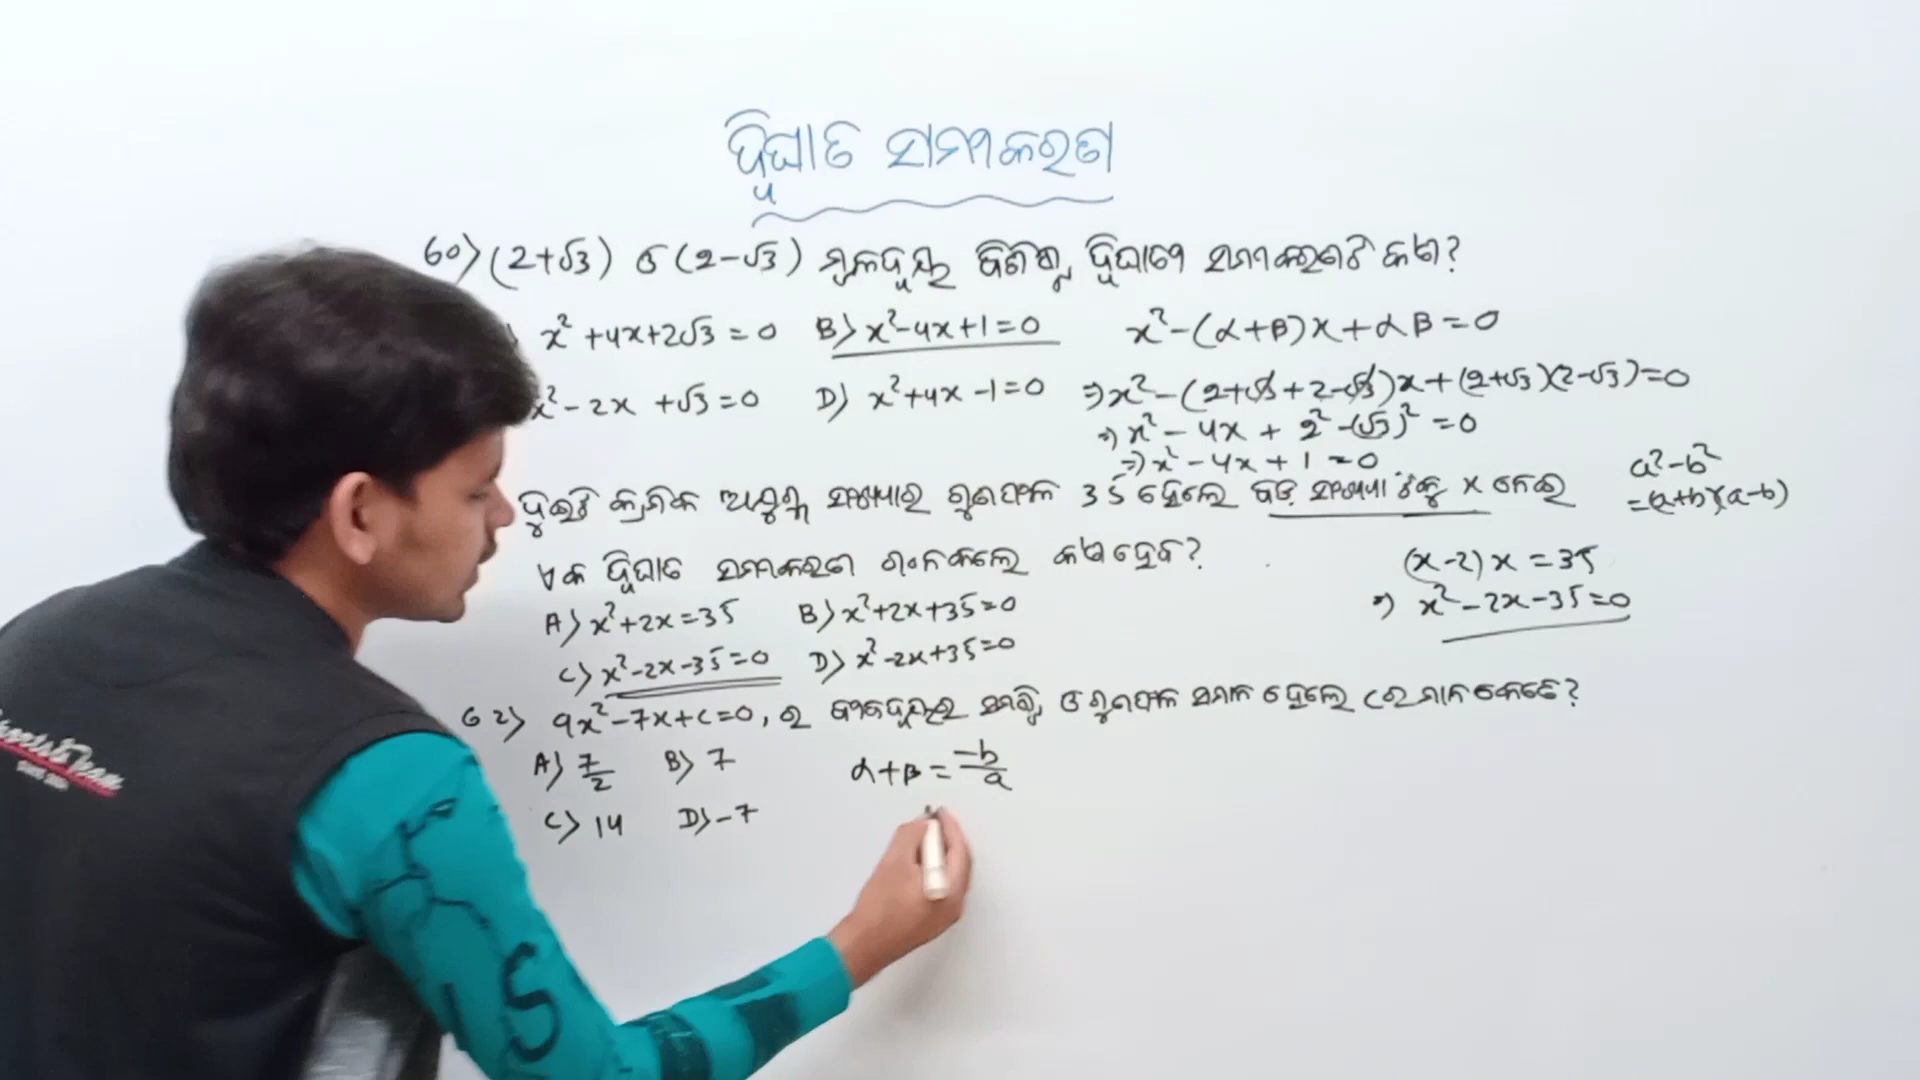 ଦ୍ୱିଘାତ ସମୀକରଣ
60) (2+√3) ଓ (2-√3) ମୂଳଦ୍ୱୟ ବିଶିଷ୍ଟ ଦ୍ୱିଘାତ ସମୀକରଣଟି କଣ?
x² + 4x + 2√3 = 0 B) x² - 4x + 1 = 0
x² - 2x + √3 = 0 D) x² + 4x - 1 = 0
x² - (α+β)x + αβ = 0
⇒ x² - (2+√3 + 2-√3)x + (2+√3)(2-√3) = 0
⇒ x² - 4x + 2² - (√3)² = 0
⇒ x² - 4x + 1 = 0
a² - b²
= (a+b)(a-b)
ଦୁଇଟି କ୍ରମିକ ଅଯୁଗ୍ମ ସଂଖ୍ୟାର ଗୁଣଫଳ 35 ହେଲେ ବଡ଼ ସଂଖ୍ୟା ଟିକୁ x ନେଇ
ଏକ ଦ୍ୱିଘାତ ସମୀକରଣ ଗଠନକଲେ କଣ ହେବ?
A) x² + 2x = 35 B) x² + 2x + 35 = 0
C) x² - 2x - 35 = 0 D) x² - 2x + 35 = 0
(x-2)x = 35
⇒ x² - 2x - 35 = 0
62) 9x² - 7x + c = 0, ର ବୀଜଦ୍ୱୟର ସମଷ୍ଟି ଓ ଗୁଣଫଳ ସମାନ ହେଲେ c ର ମାନ କେତେ?
A) 7/2 B) 7
C) 14 D) -7
α+β = -b/a